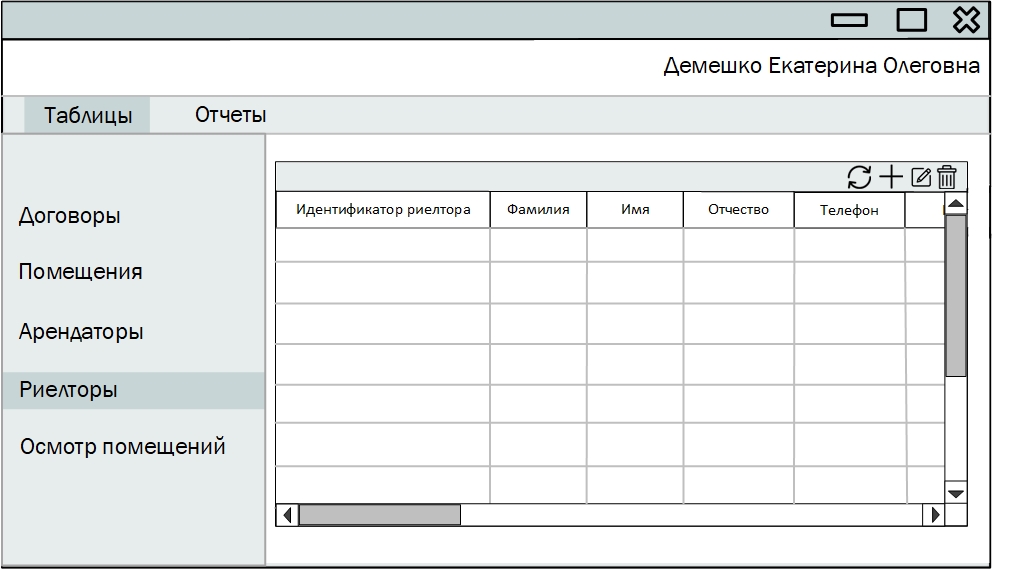 Демешко Екатерина Олеговна
Таблицы Отчеты
Договоры
Помещения
Арендаторы
Риелторы
Осмотр помещений
Идентификатор риелтора Фамилия Имя Отчество Телефон